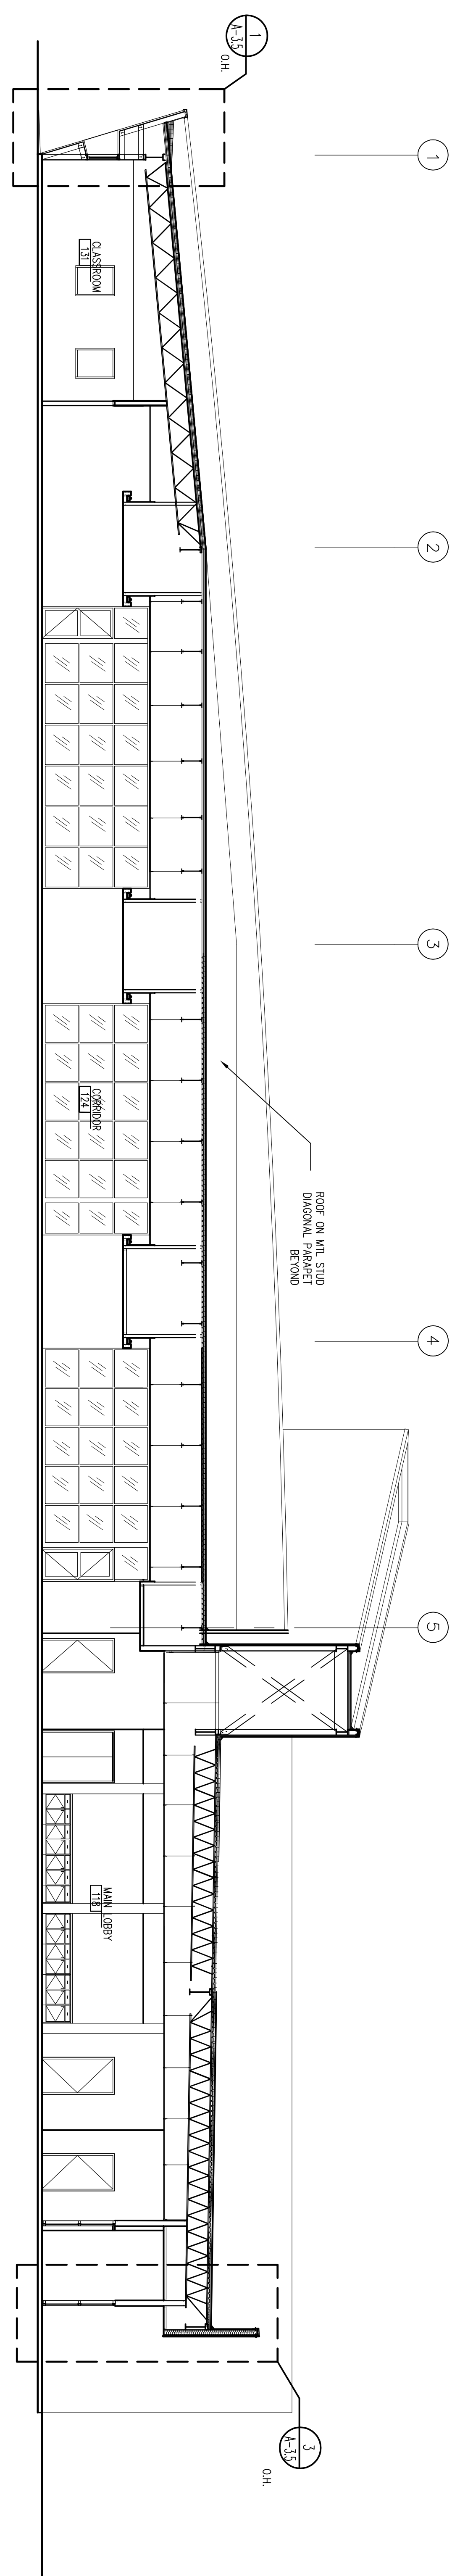 1
A-3.5
O.H.
1
2
3
4
5
ROOF ON MTL STUD
DIAGONAL PARAPET
BEYOND
CLASSROOM
131
CORRIDOR
124
MAIN LOBBY
118
3
A-3.5
O.H.